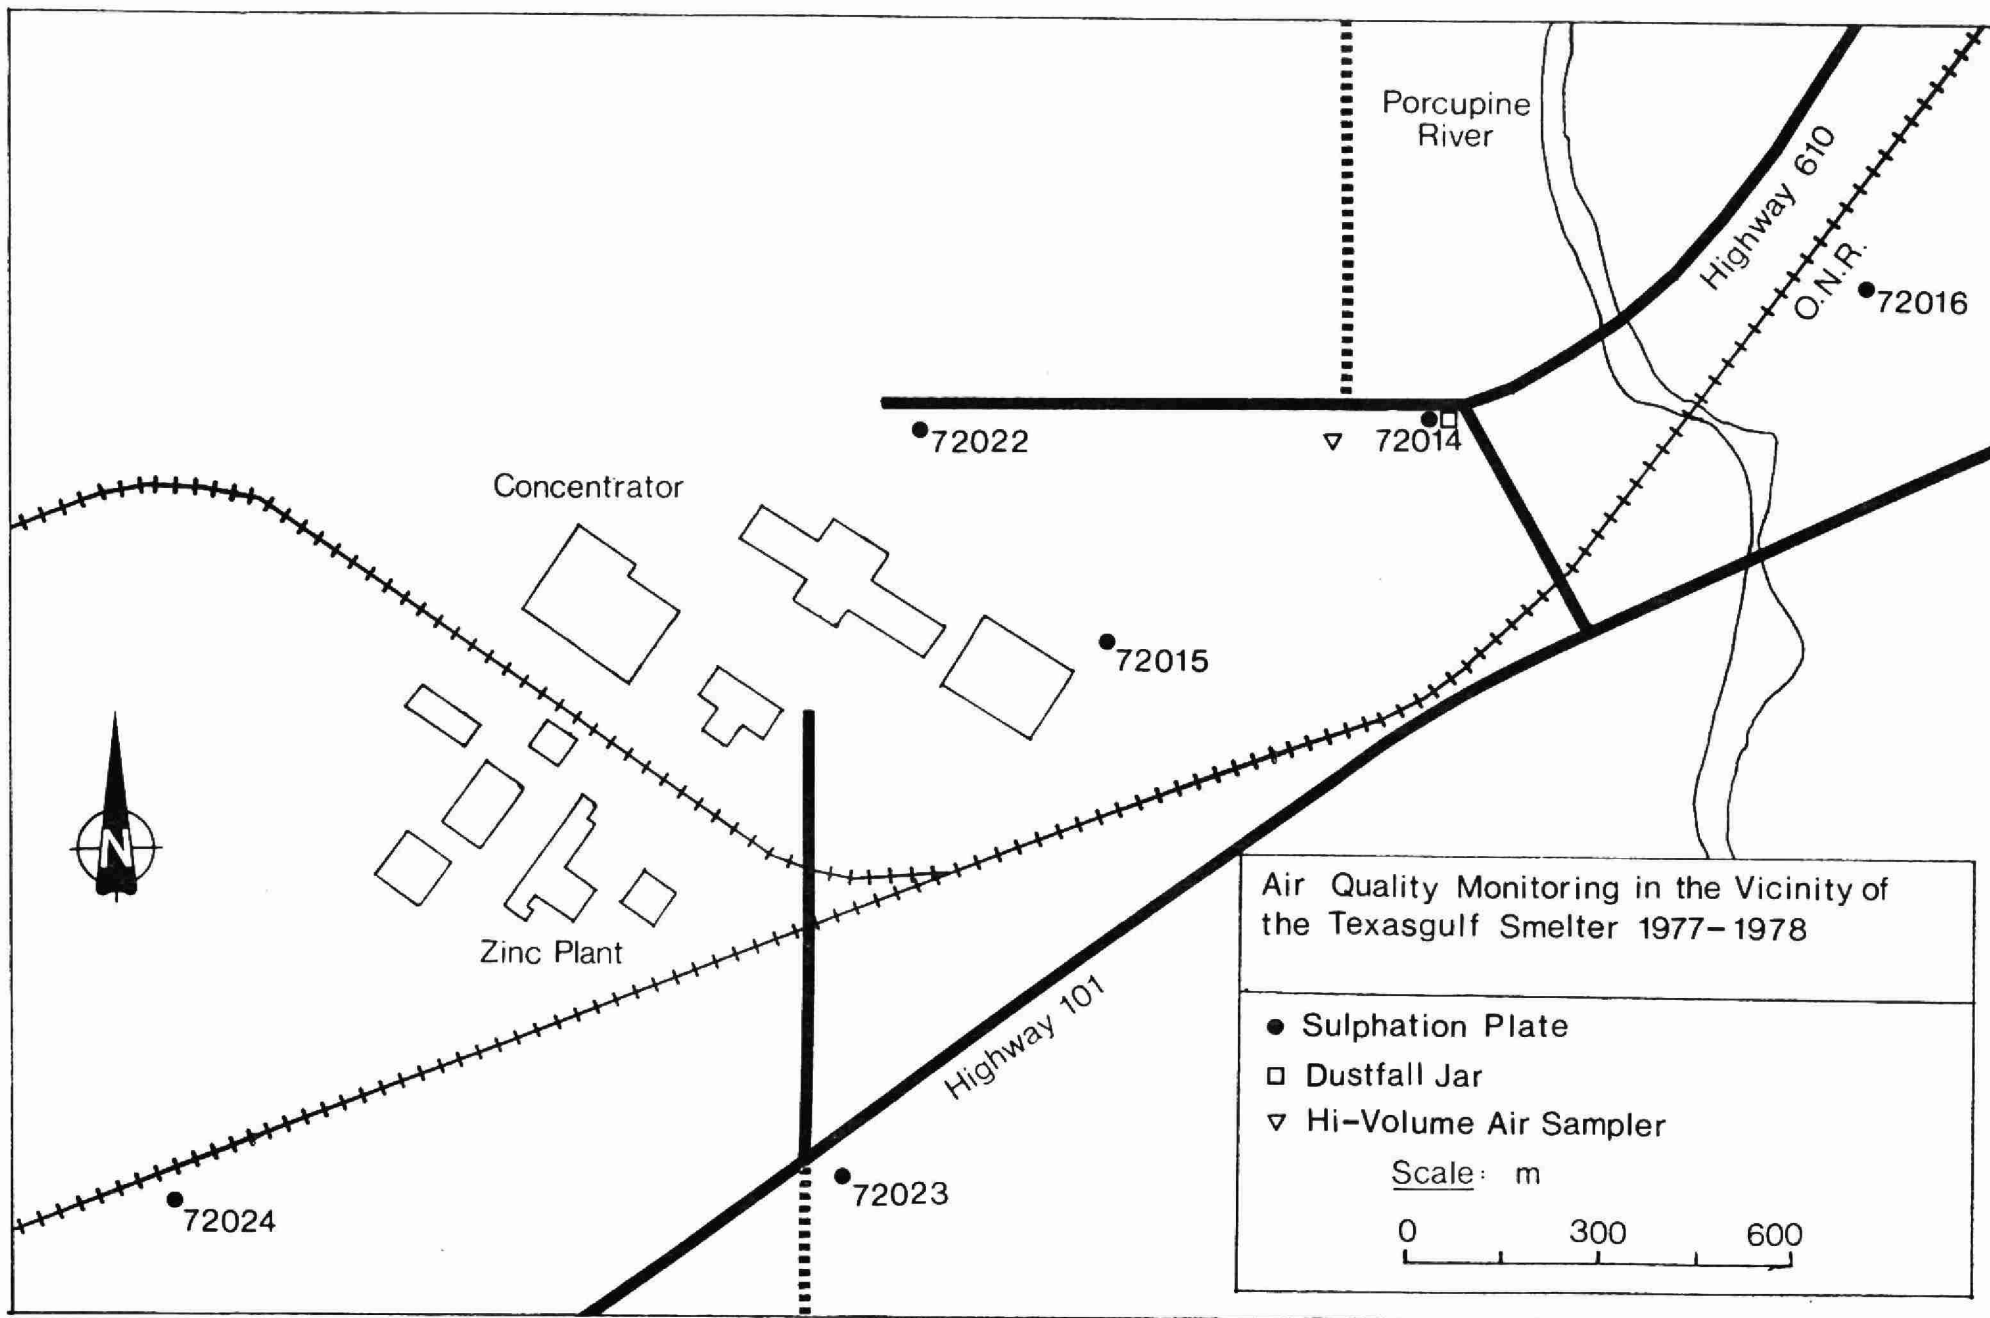 Porcupine
River
Highway 610
O.N.R.
72016
72022
72014
Concentrator
72015
N
Zinc Plant
Highway 101
72023
72024
Air Quality Monitoring in the Vicinity of
the Texasgulf Smelter 1977-1978
Sulphation Plate
Dustfall Jar
Hi-Volume Air Sampler
Scale: m
0 300 600